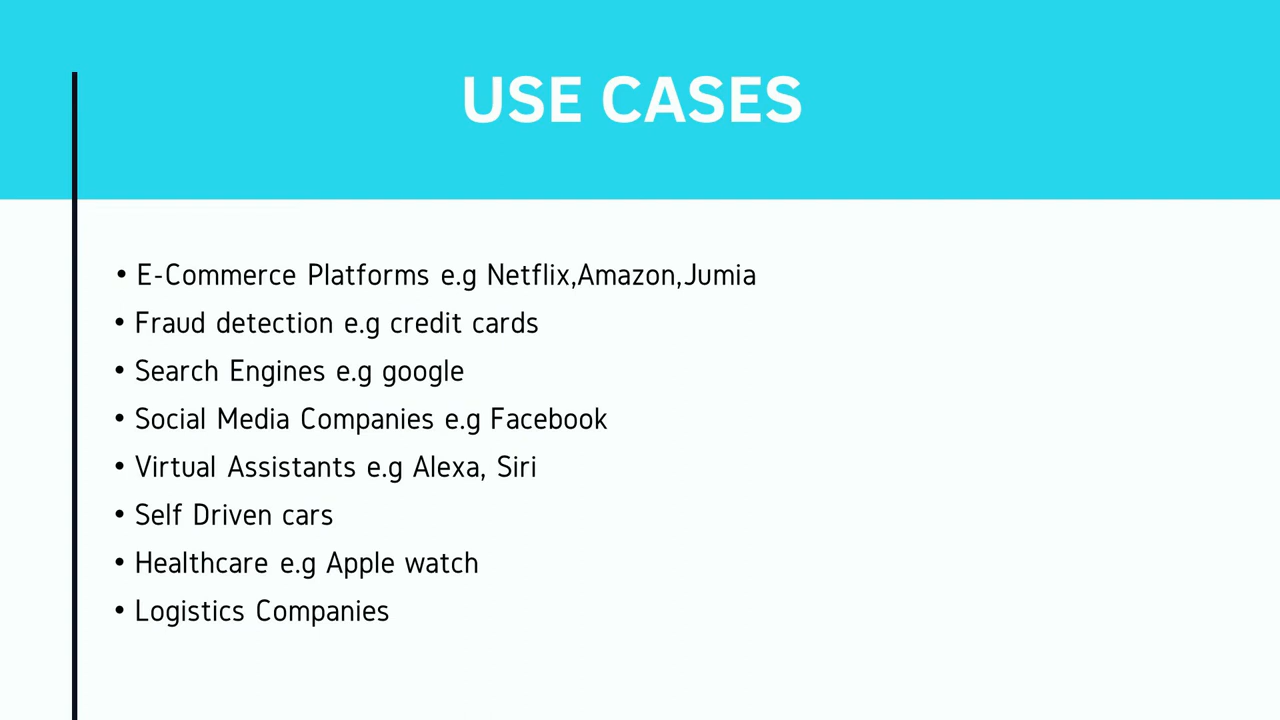 USE CASES
• E-Commerce Platforms e.g Netflix,Amazon,Jumia
• Fraud detection e.g credit cards
• Search Engines e.g google
• Social Media Companies e.g Facebook
• Virtual Assistants e.g Alexa, Siri
• Self Driven cars
• Healthcare e.g Apple watch
• Logistics Companies